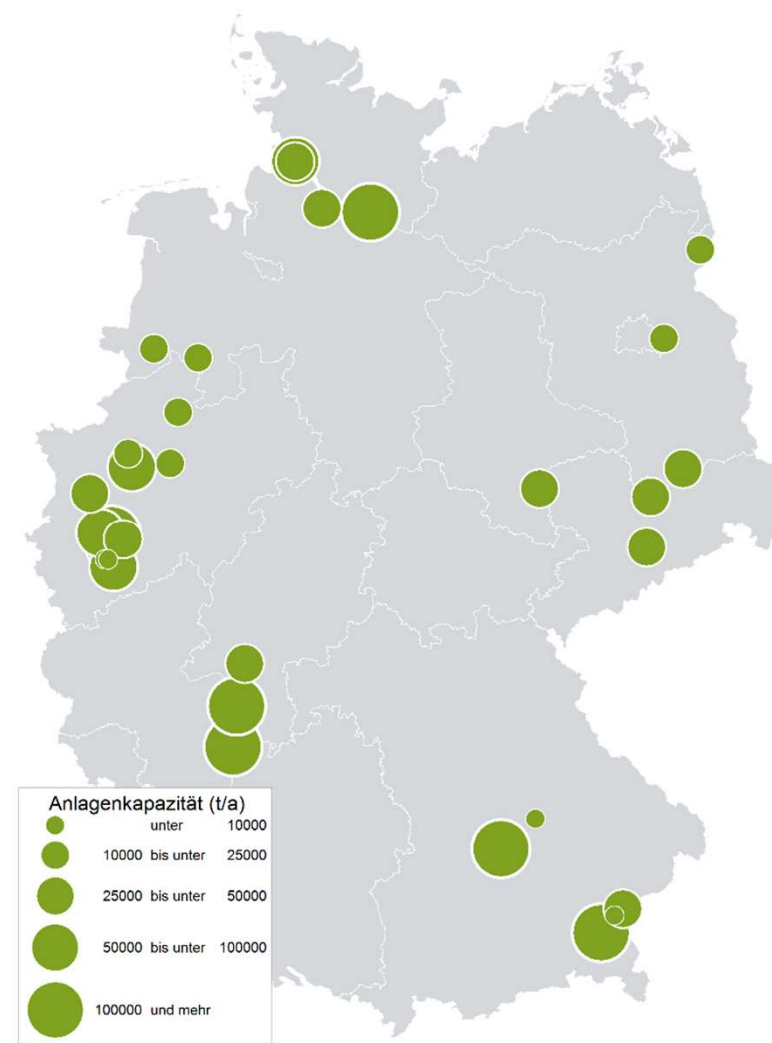 Anlagenkapazität (t/a)
unter 10000
10000 bis unter 25000
25000 bis unter 50000
50000 bis unter 100000
100000 und mehr